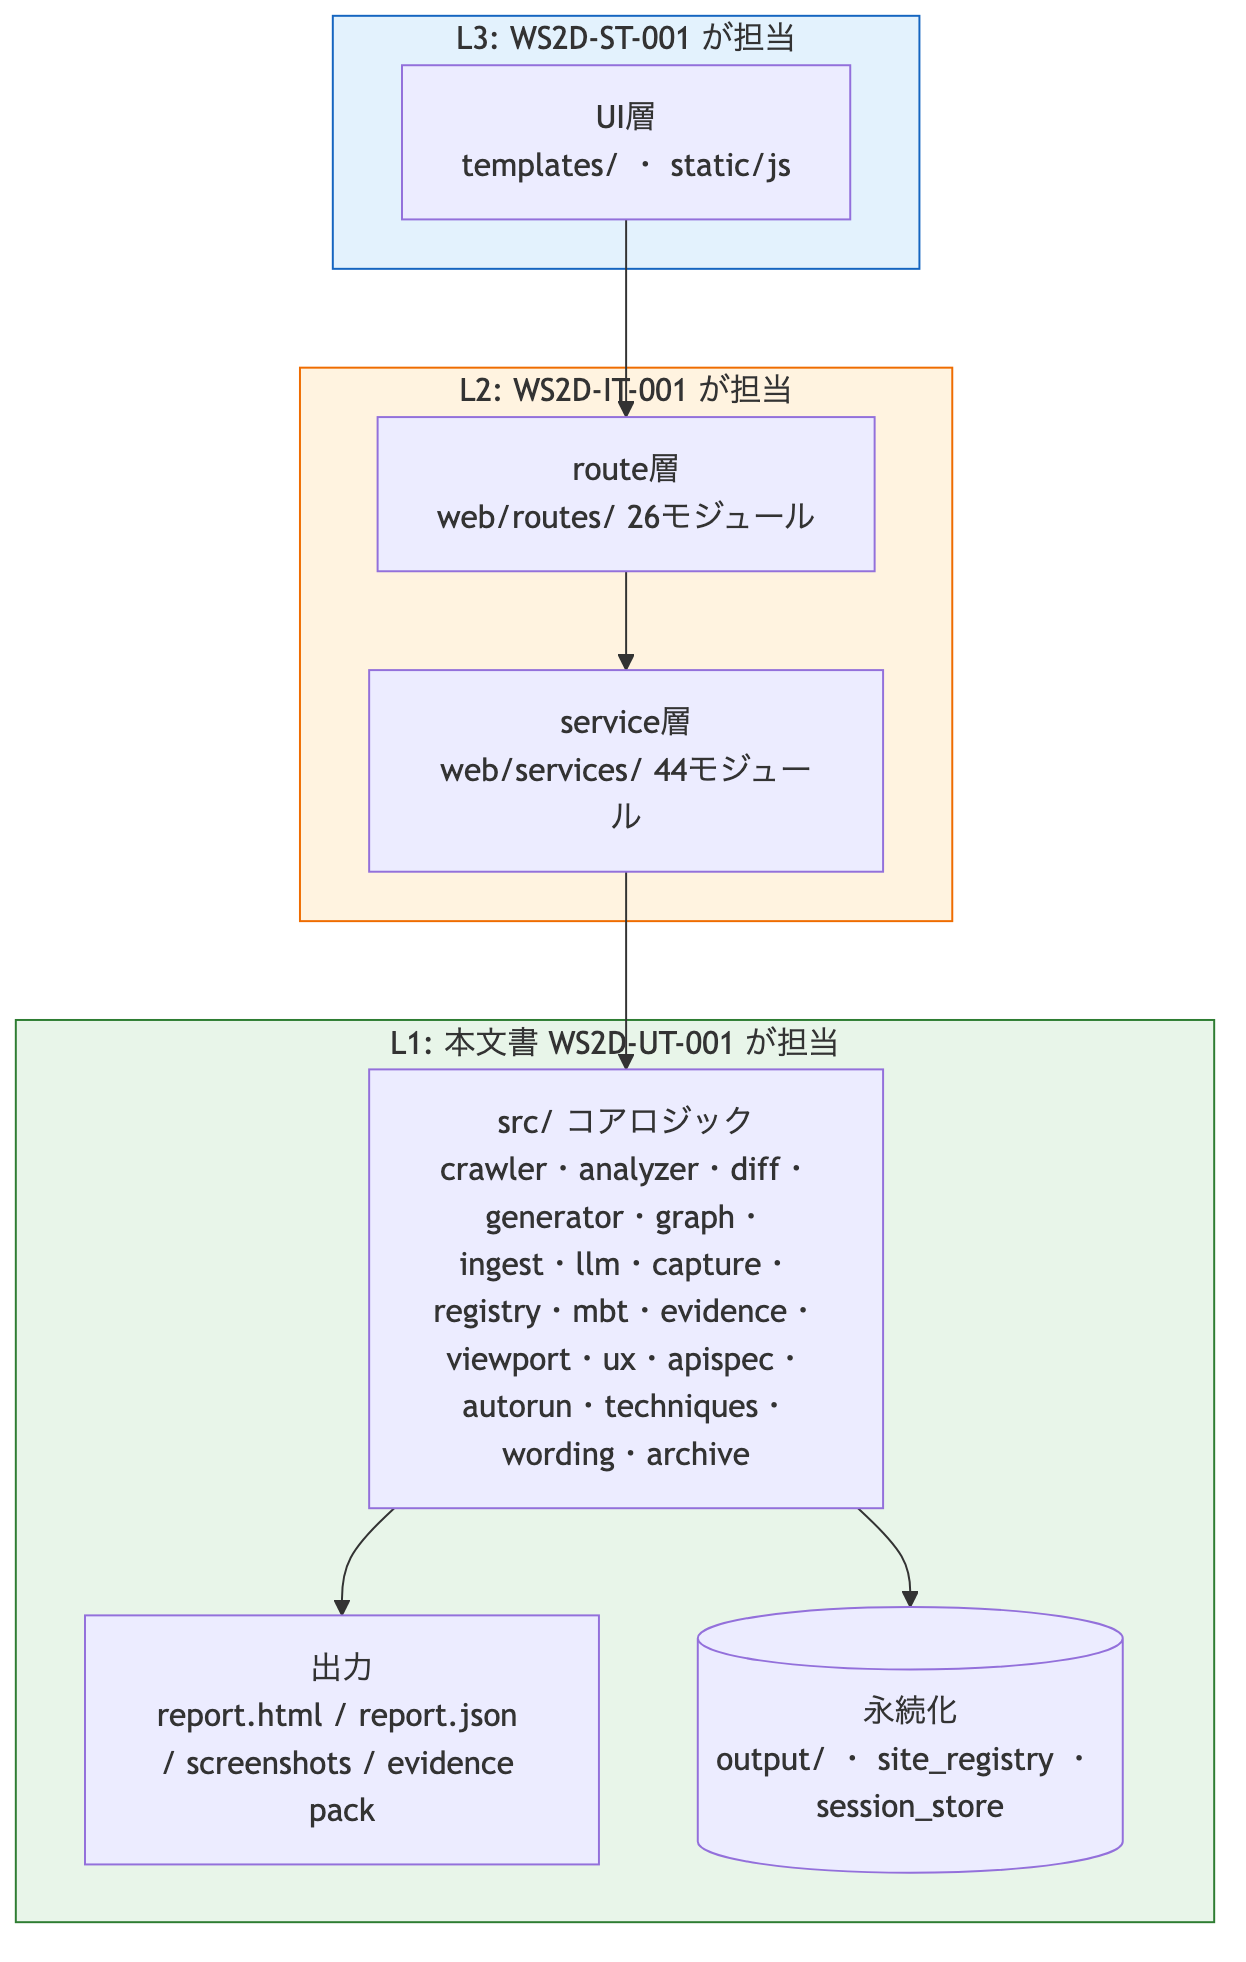 L3: WS2D-ST-001 が担当
UI層
templates/ ・ static/js
L2: WS2D-IT-001 が担当
route層
web/routes/ 26モジュール
service層
web/services/ 44モジュー
ル
L1: 本文書 WS2D-UT-001 が担当
src/ コアロジック
crawler・analyzer・diff・
generator・graph・
ingest・llm・capture・
registry・mbt・evidence・
viewport・ux・apispec・
autorun・techniques・
wording・archive
出力
report.html / report.json
/ screenshots / evidence
pack
永続化
output/ ・ site_registry ・
session_store